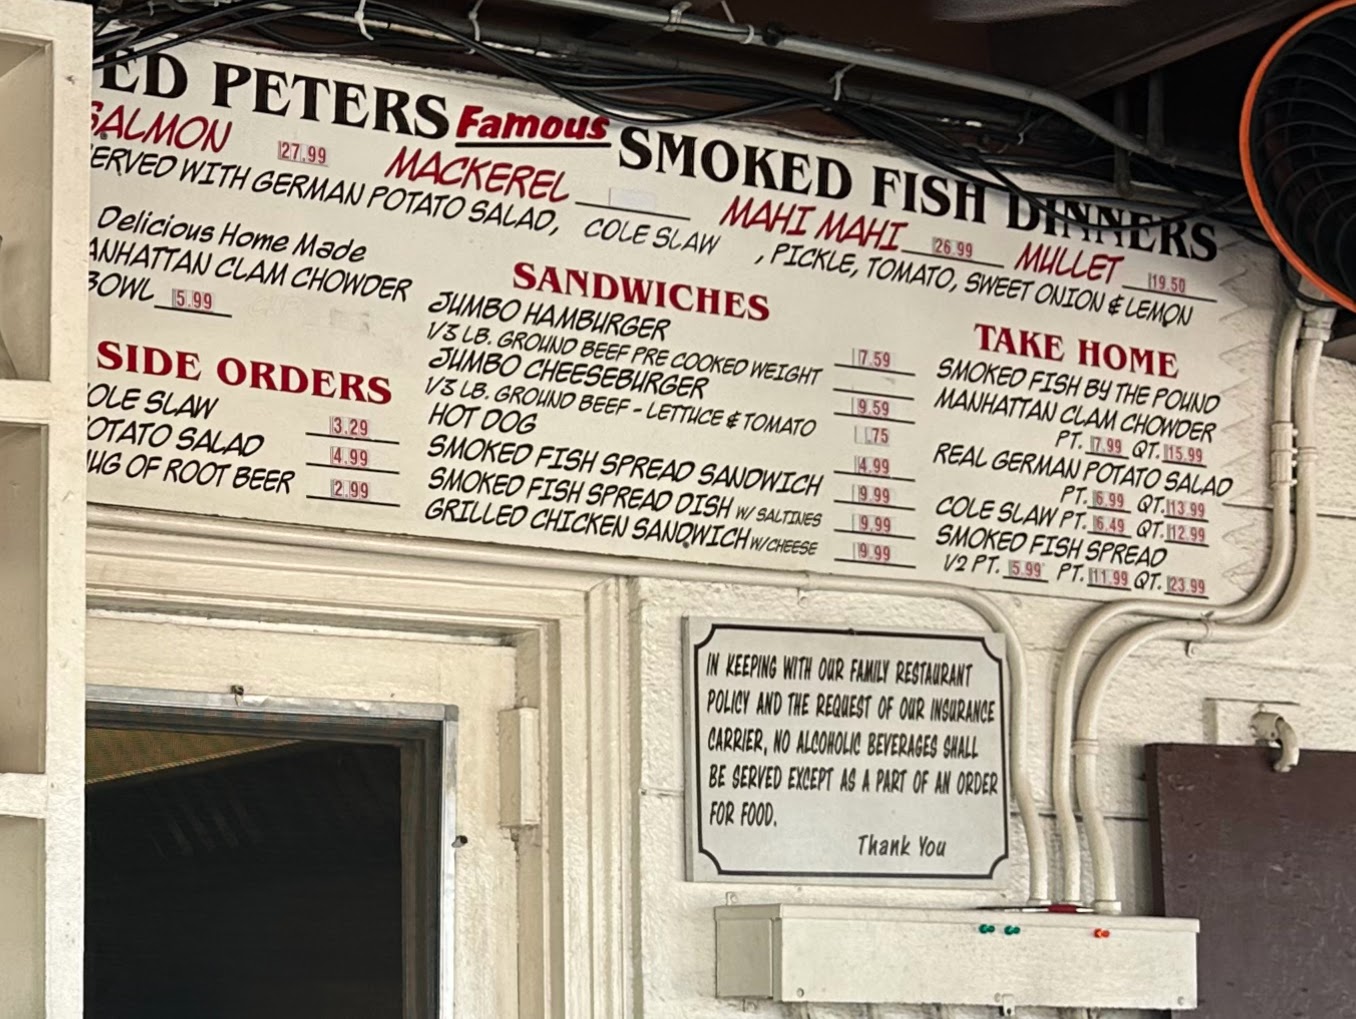 ED PETERS Famous SMOKED FISH DINNERS
SALMON 27.99 MACKEREL MAHI MAHI 26.99 MULLET 19.50
ERVED WITH GERMAN POTATO SALAD, COLE SLAW , PICKLE, TOMATO, SWEET ONION & LEMON
Delicious Home Made
ANHATTAN CLAM CHOWDER
BOWL 5.99
SIDE ORDERS
OLE SLAW 3.29
OTATO SALAD 4.99
UG OF ROOT BEER 2.99
SANDWICHES
JUMBO HAMBURGER
1/3 LB. GROUND BEEF PRE COOKED WEIGHT 7.59
JUMBO CHEESEBURGER
1/3 LB. GROUND BEEF - LETTUCE & TOMATO 9.59
.75
HOT DOG 4.99
SMOKED FISH SPREAD SANDWICH 9.99
SMOKED FISH SPREAD DISH W/ SALTINES 9.99
GRILLED CHICKEN SANDWICH W/CHEESE 9.99
TAKE HOME
SMOKED FISH BY THE POUND
MANHATTAN CLAM CHOWDER
PT. 7.99 QT. 15.99
REAL GERMAN POTATO SALAD
PT. 6.99 QT. 13.99
COLE SLAW PT. 6.49 QT. 12.99
SMOKED FISH SPREAD
1/2 PT. 5.99 PT. 11.99 QT. 23.99
IN KEEPING WITH OUR FAMILY RESTAURANT
POLICY AND THE REQUEST OF OUR INSURANCE
CARRIER, NO ALCOHOLIC BEVERAGES SHALL
BE SERVED EXCEPT AS A PART OF AN ORDER
FOR FOOD.
Thank You